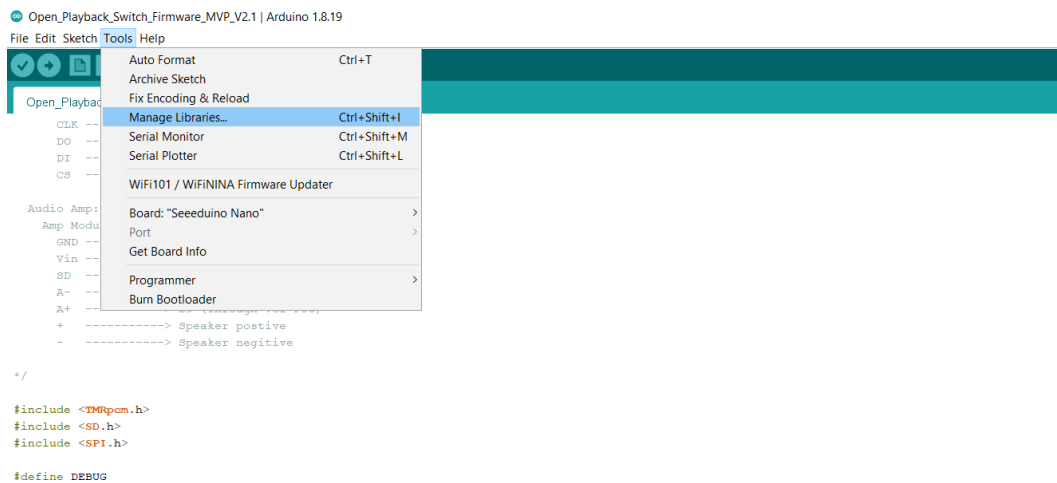 Open_Playback_Switch_Firmware_MVP_V2.1 | Arduino 1.8.19
File Edit Sketch Tools Help
Auto Format Ctrl+T
Archive Sketch
Fix Encoding & Reload
Manage Libraries... Ctrl+Shift+I
Serial Monitor Ctrl+Shift+M
Serial Plotter Ctrl+Shift+L
WiFi101 / WiFiNINA Firmware Updater
Board: "Seeeduino Nano"
Port
Get Board Info
Programmer
Burn Bootloader
Open_Playbac
CLK --
DO --
DI --
CS --
Audio Amp:
Amp Modu
GND --
Vin --
SD --
A- --
A+ --
+ -----------> Speaker postive
- -----------> Speaker negitive
*/
#include <TMRpcm.h>
#include <SD.h>
#include <SPI.h>
#define DEBUG